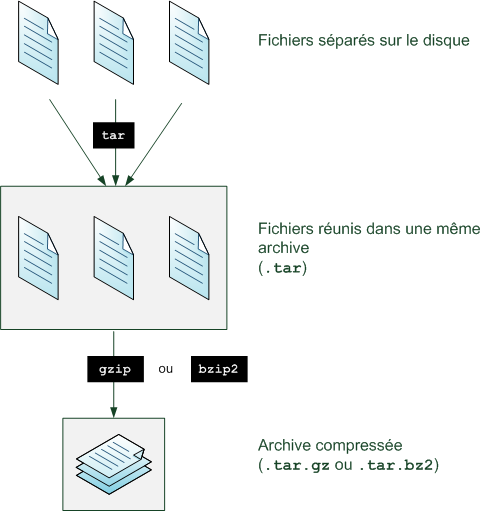 Fichiers séparés sur le disque
tar
Fichiers réunis dans une même
archive
(.tar)
gzip ou bzip2
Archive compressée
(.tar.gz ou .tar.bz2)